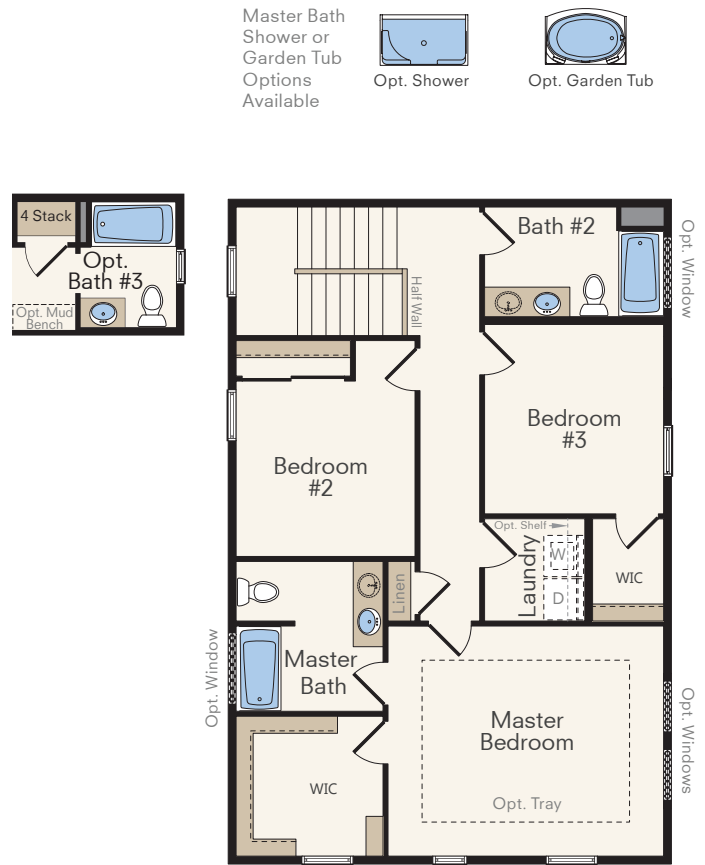 Master Bath
Shower or
Garden Tub
Options
Available
Opt. Shower
Opt. Garden Tub
4 Stack
Opt.
Bath #3
Opt. Mud
Bench
Bath #2
Opt. Window
Half Wall
Bedroom
#3
Bedroom
#2
Opt. Shelf
Laundry
W
D
WIC
Linen
Opt. Window
Master
Bath
Master
Bedroom
Opt. Tray
Opt. Windows
WIC